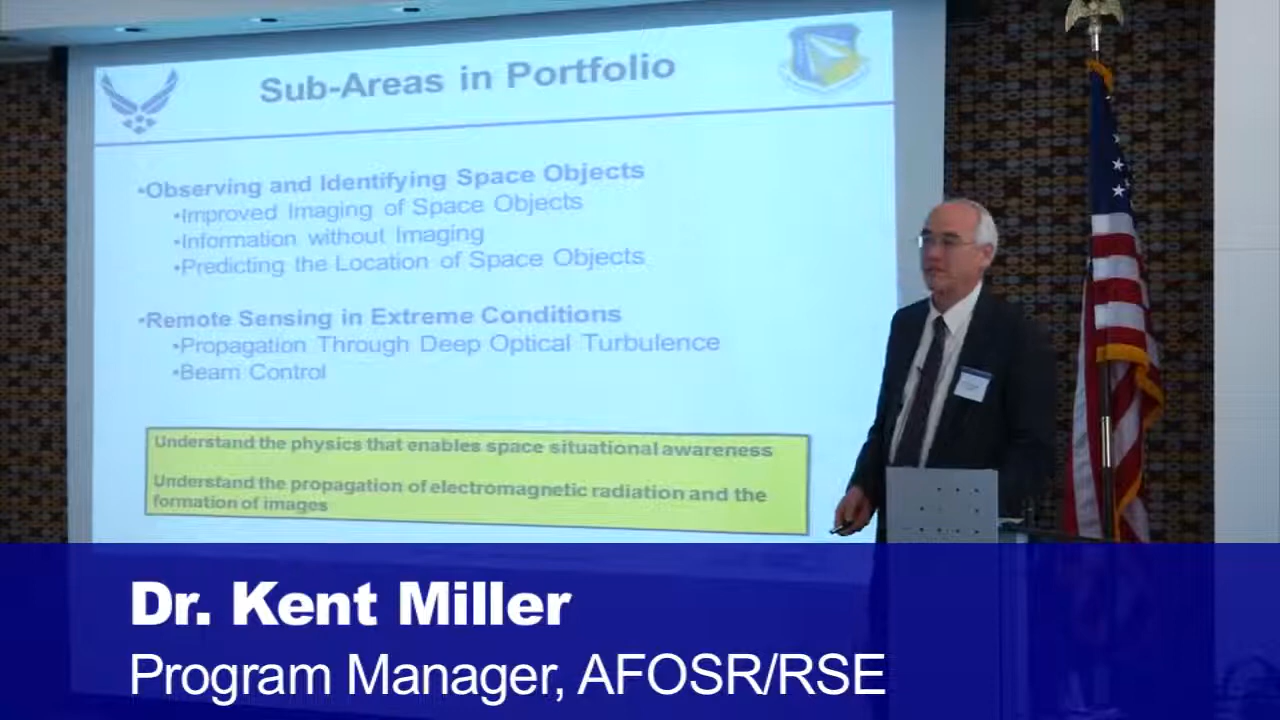 Sub-Areas in Portfolio
•Observing and Identifying Space Objects
•Improved Imaging of Space Objects
•Information without Imaging
•Predicting the Location of Space Objects
•Remote Sensing in Extreme Conditions
•Propagation Through Deep Optical Turbulence
•Beam Control
Understand the physics that enables space situational awareness
Understand the propagation of electromagnetic radiation and the
formation of images
Dr. Kent Miller
Program Manager, AFOSR/RSE